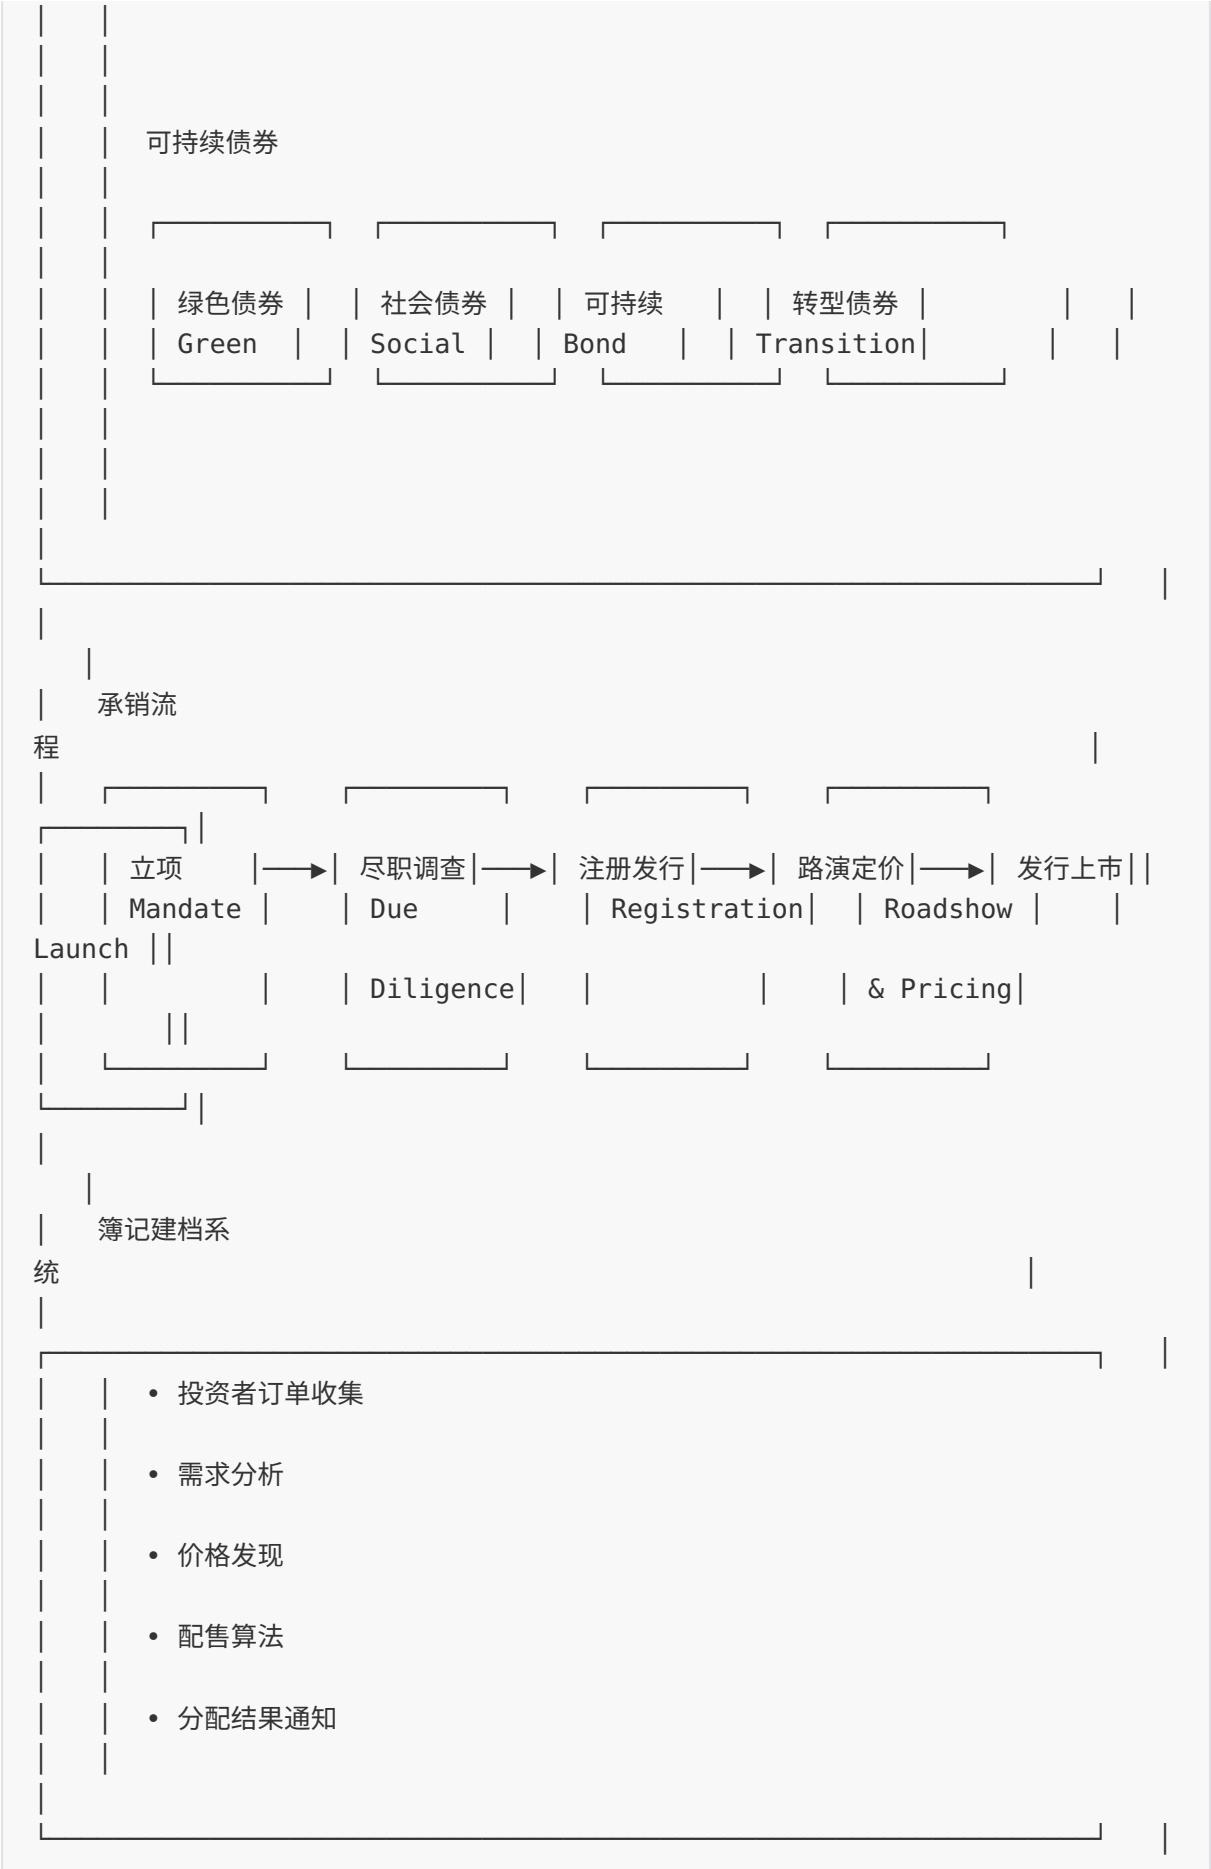 可持续债券
│ 绿色债券 │ │ 社会债券 │ │ 可持续 │ │ 转型债券 │ │ │
│ Green │ │ Social │ │ Bond │ │ Transition│ │ │
│ 承销流
程 │
│ │ 立项 │───▶│ 尽职调查│───▶│ 注册发行│───▶│ 路演定价│───▶│ 发行上市││
│ │ Mandate │ │ Due │ │ Registration│ │ Roadshow │ │
Launch ││
│ │ │ │ Diligence│ │ │ │ & Pricing│
│ 簿记建档系
统 │
│ │ • 投资者订单收集
│ │ • 需求分析
│ │ • 价格发现
│ │ • 配售算法
│ │ • 分配结果通知